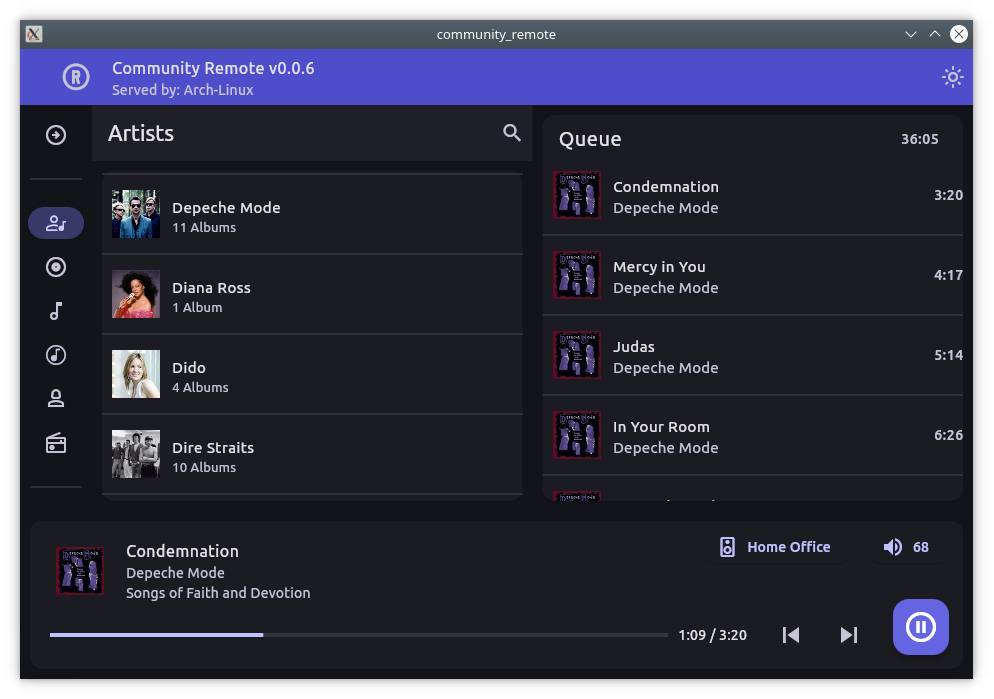 community_remote
R
Community Remote v0.0.6
Served by: Arch-Linux
Artists
Depeche Mode
11 Albums
Diana Ross
1 Album
Dido
4 Albums
Dire Straits
10 Albums
Queue
36:05
Condemnation
3:20
Depeche Mode
Mercy in You
4:17
Depeche Mode
Judas
5:14
Depeche Mode
In Your Room
6:26
Depeche Mode
Condemnation
Depeche Mode
Songs of Faith and Devotion
Home Office
68
1:09 / 3:20